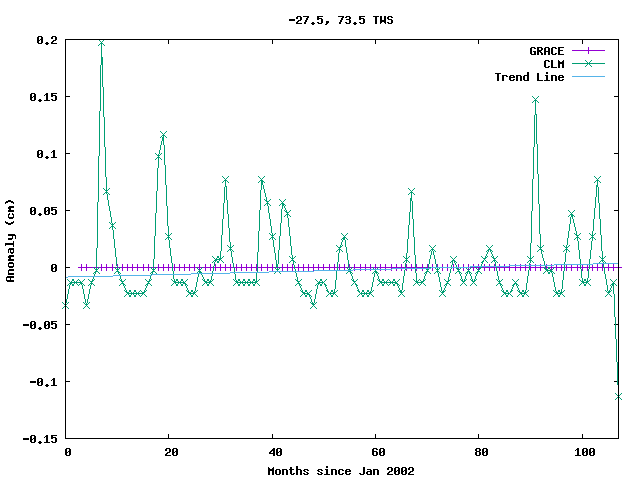 -27.5, 73.5 TWS
GRACE
CLM
Trend Line
0.2
0.15
0.1
0.05
0
-0.05
-0.1
-0.15
Anomaly (cm)
0 20 40 60 80 100
Months since Jan 2002